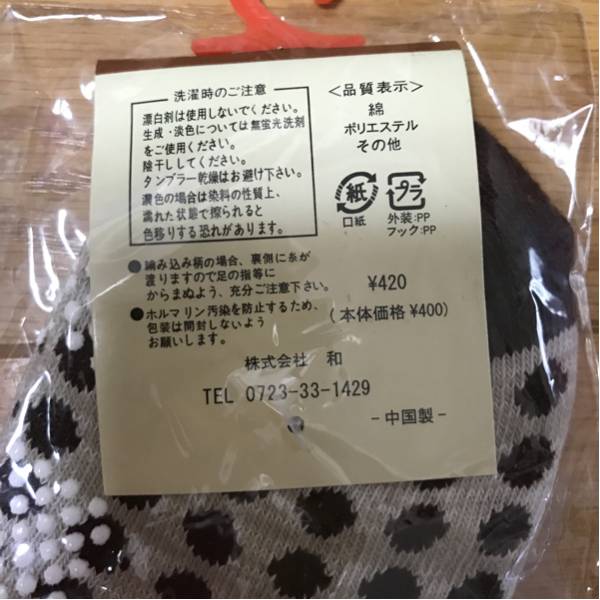 洗濯時のご注意
漂白剤は使用しないでください。
生成・淡色については無蛍光洗剤
をご使用ください。
陰干ししてください。
タンブラー乾燥はお避け下さい。
濃色の場合は染料の性質上、
濡れた状態で擦られると
色移りする恐れがあります。
●編み込み柄の場合、裏側に糸が
渡りますので足の指等に
からまぬよう、充分ご注意下さい。
●ホルマリン汚染を防止するため、
包装は開封しないよう
お願いします。
<品質表示>
綿
ポリエステル
その他
紙
口紙
プラ
外装:PP
フック:PP
¥420
(本体価格¥400)
株式会社 和
TEL 0723-33-1429
-中国製-